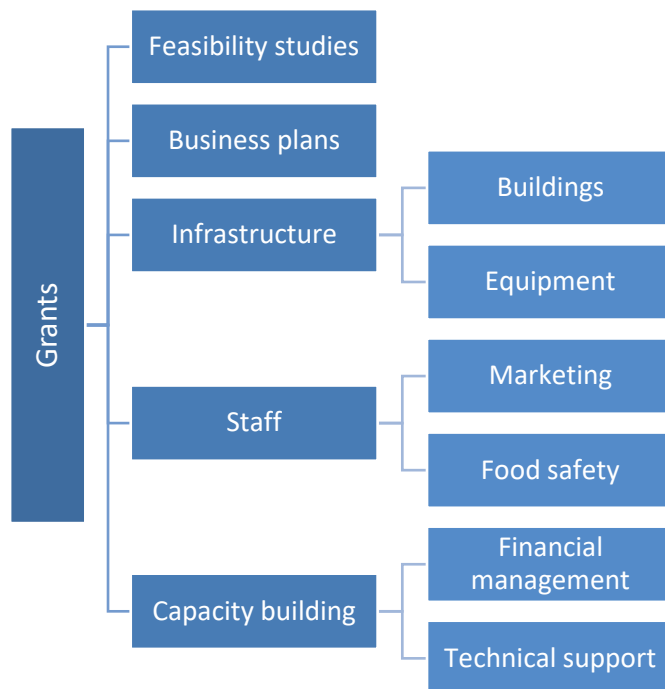 Grants
Feasibility studies
Business plans
Infrastructure
Buildings
Equipment
Staff
Marketing
Food safety
Capacity building
Financial
management
Technical support